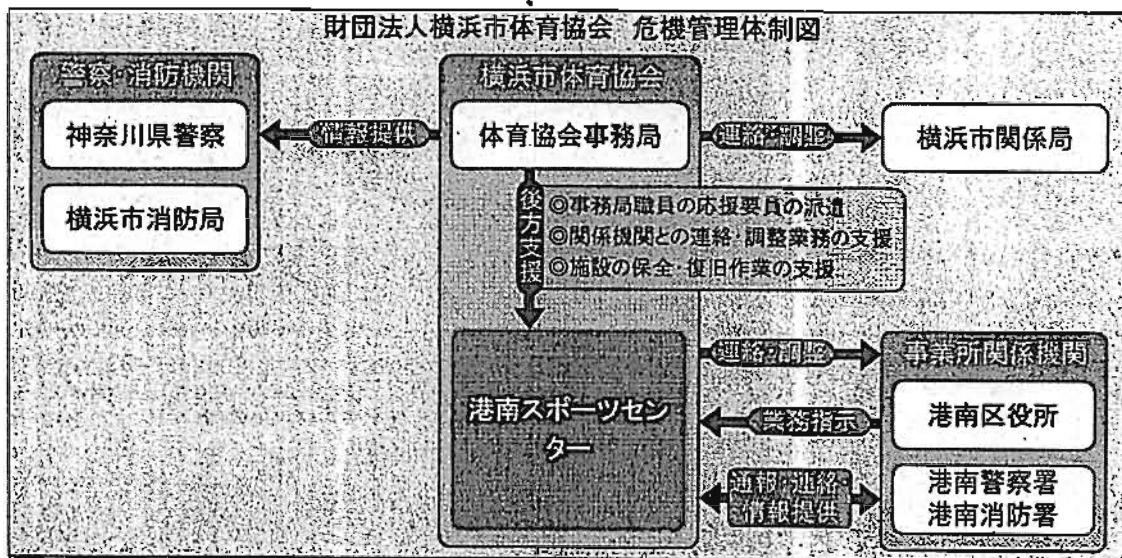 財団法人横浜市体育協会 危機管理体制図
警察・消防機関
神奈川県警察
横浜市消防局
情報提供
横浜市体育協会
体育協会事務局
連絡・調整
横浜市関係局
後方支援
◎事務局職員の応援要員の派遣
◎関係機関との連絡・調整業務の支援
◎施設の保全・復旧作業の支援
港南スポーツセン
ター
連絡・調整
業務指示
通報・連絡・
情報提供
事業所関係機関
港南区役所
港南警察署
港南消防署